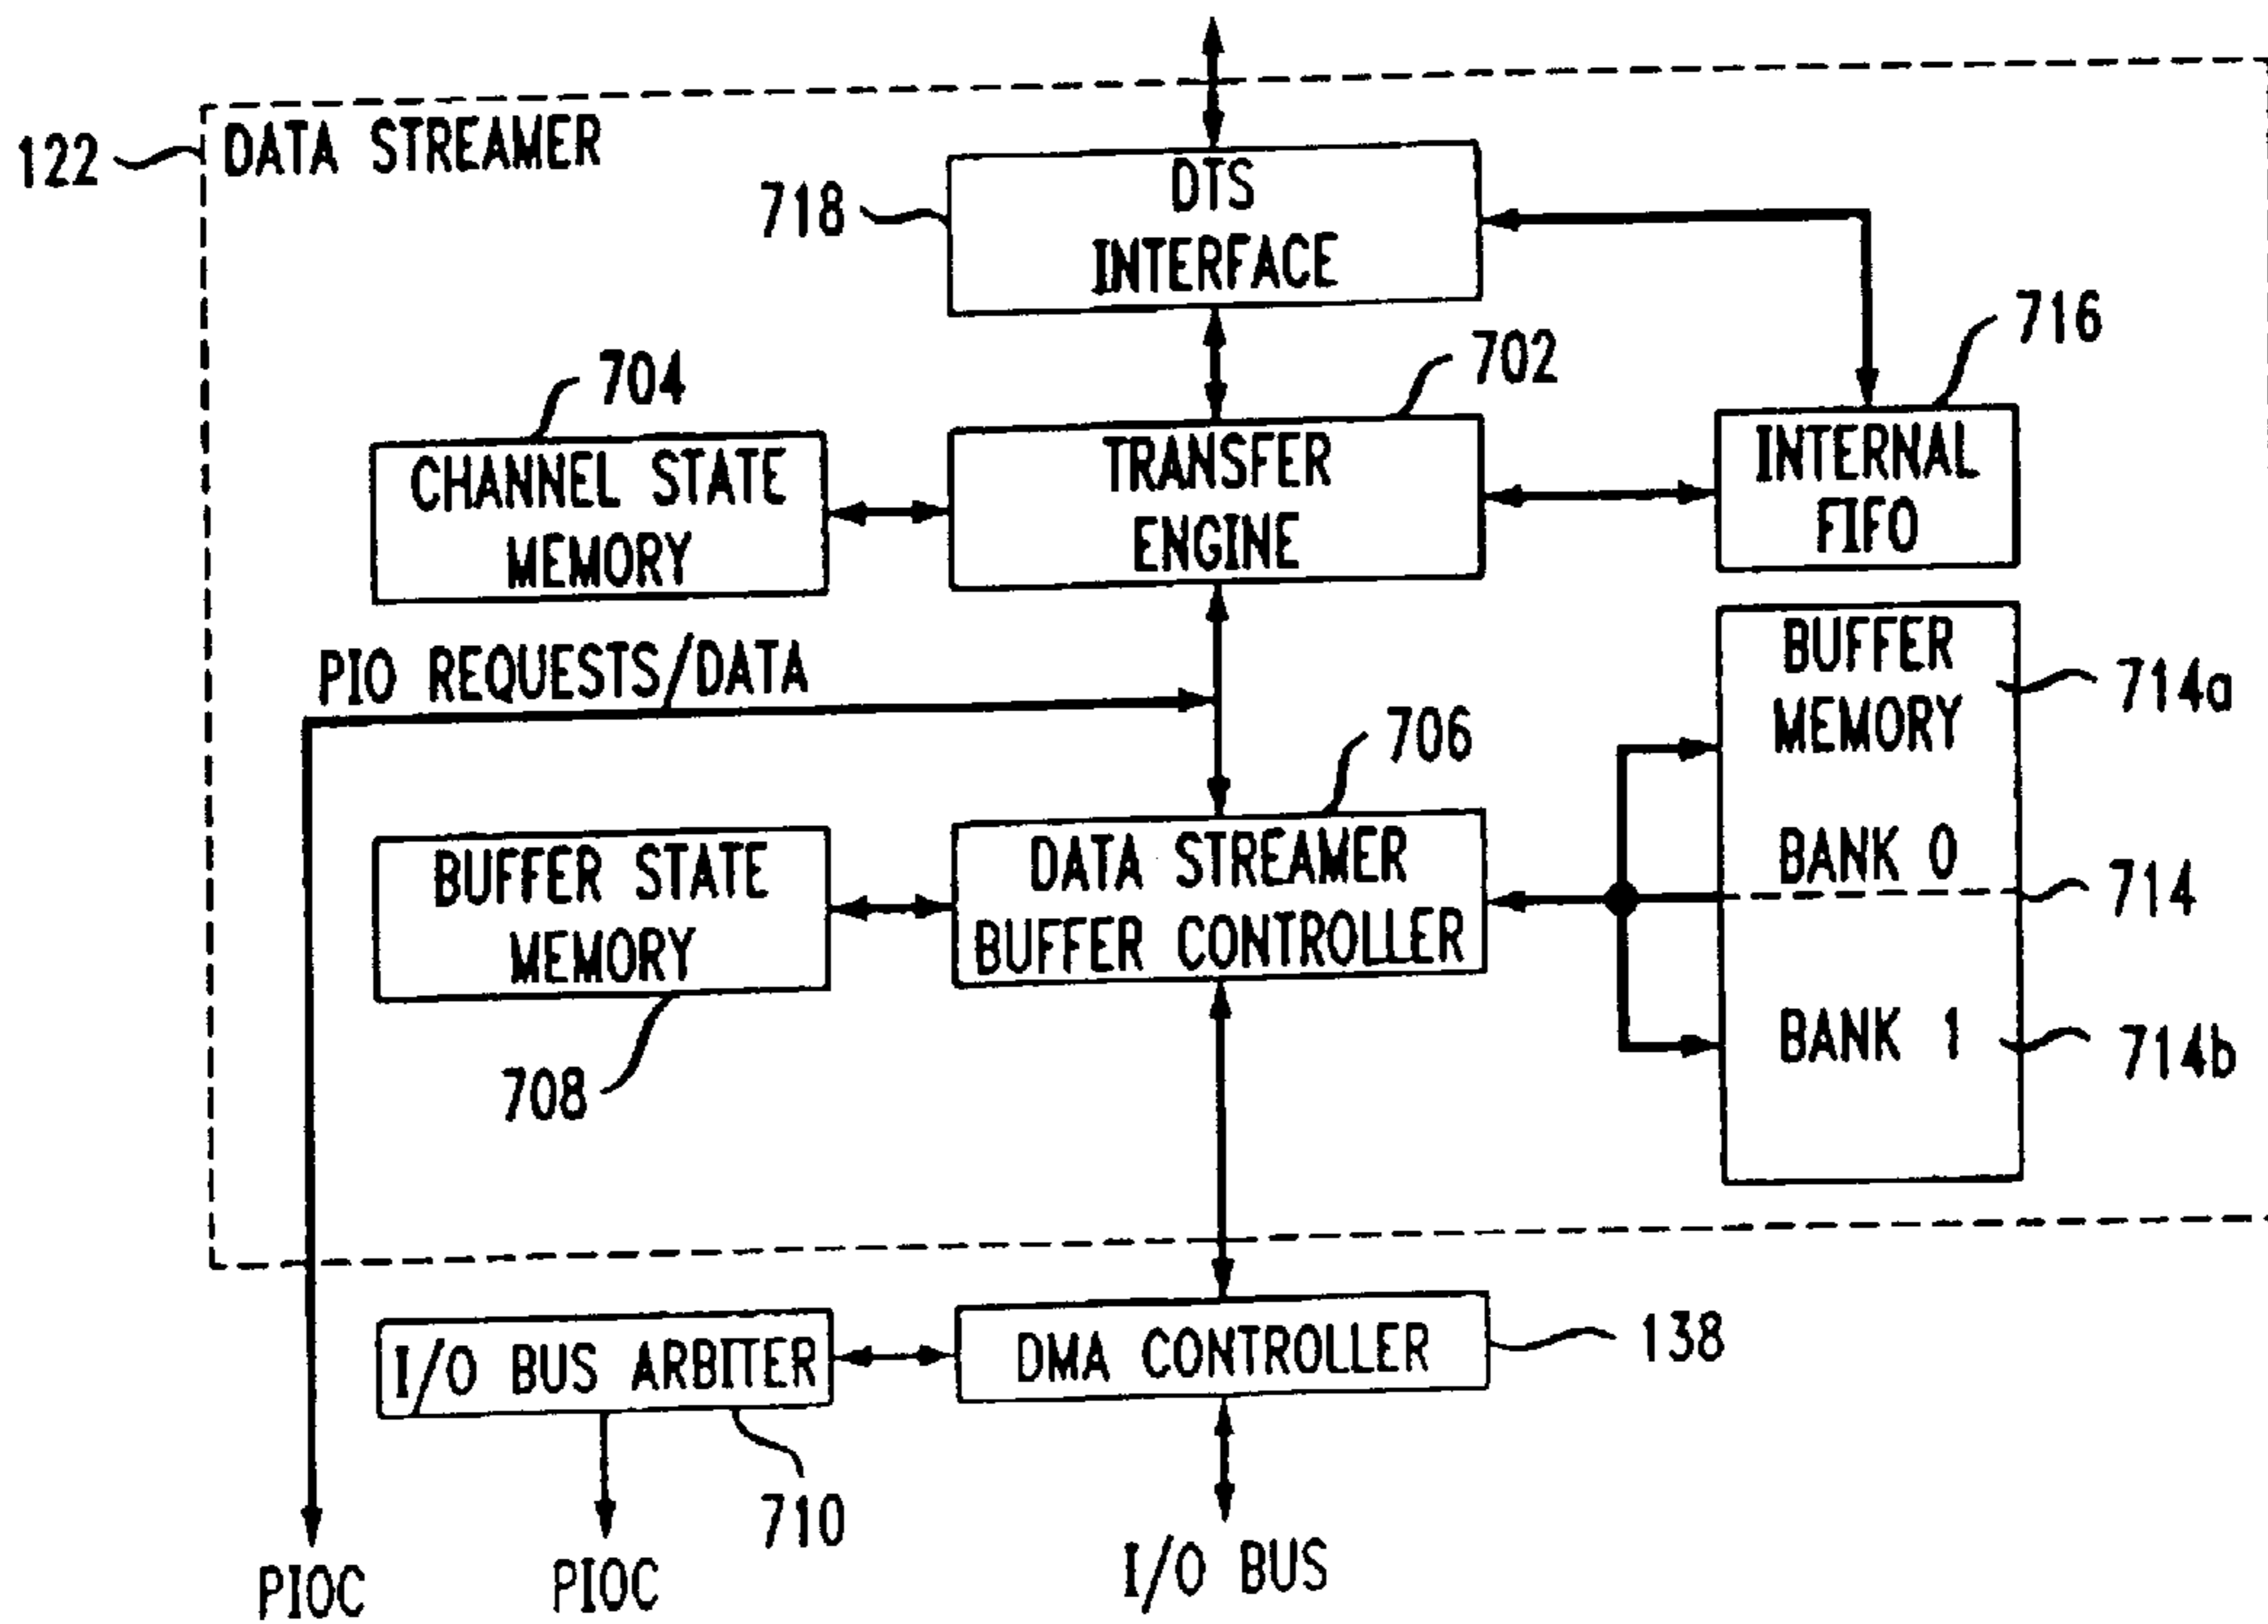 122
DATA STREAMER
718
DTS
INTERFACE
716
704
702
CHANNEL STATE
MEMORY
TRANSFER
ENGINE
INTERNAL
FIFO
PIO REQUESTS/DATA
BUFFER
MEMORY
714a
706
BUFFER STATE
MEMORY
DATA STREAMER
BUFFER CONTROLLER
BANK 0
714
BANK 1
714b
708
I/O BUS ARBITER
DMA CONTROLLER
138
710
PIOC
PIOC
I/O BUS